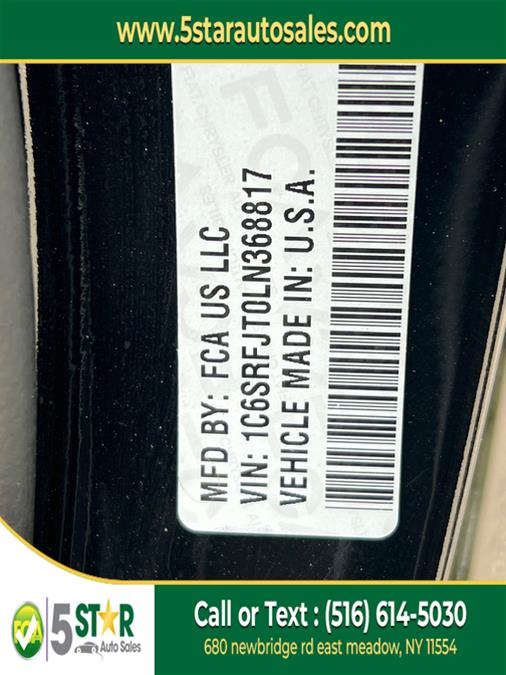 www.5starautosales.com
MFD BY: FCA US LLC
VIN: 1C6SRFJT0LN368817
VEHICLE MADE IN: U.S.A.
FCA
5 STAR
Auto Sales
Call or Text : (516) 614-5030
680 newbridge rd east meadow, NY 11554